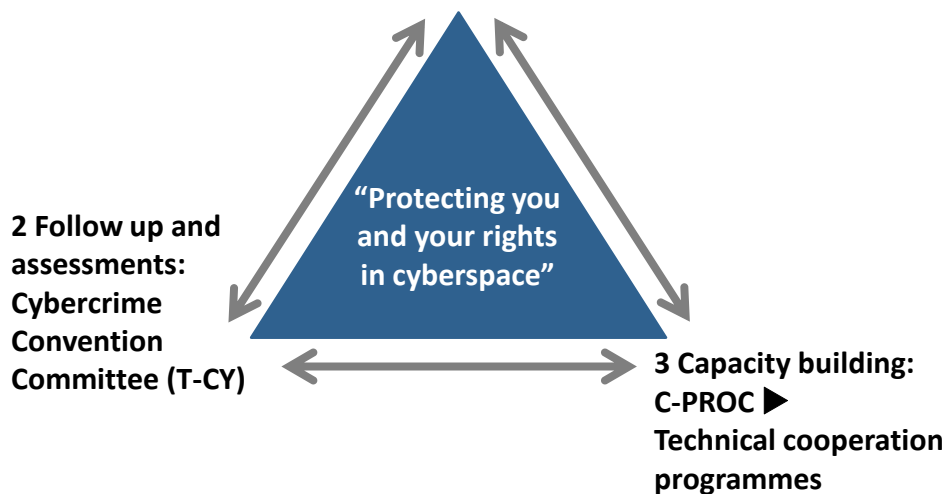 “Protecting you
and your rights
in cyberspace”
2 Follow up and
assessments:
Cybercrime
Convention
Committee (T-CY)
3 Capacity building:
C-PROC ▶
Technical cooperation
programmes